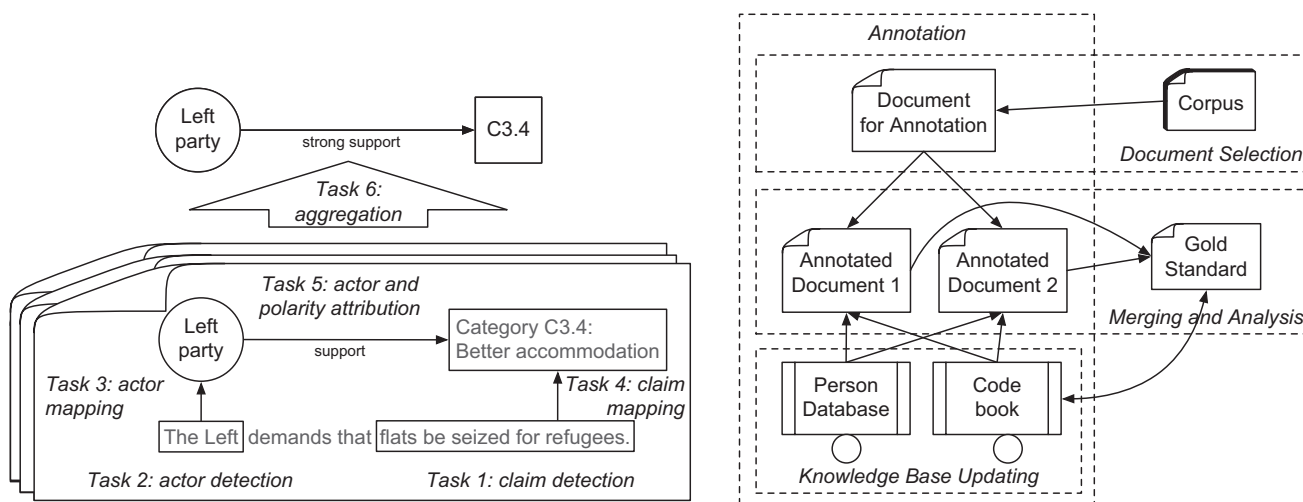 Left
party
strong support
C3.4
Task 6:
aggregation
Task 5: actor and
polarity attribution
Left
party
support
Category C3.4:
Better accommodation
Task 3: actor
mapping
Task 4: claim
mapping
The Left demands that flats be seized for refugees.
Task 2: actor detection
Task 1: claim detection
Annotation
Document
for Annotation
Corpus
Document Selection
Annotated
Document 1
Annotated
Document 2
Gold
Standard
Merging and Analysis
Person
Database
Code
book
Knowledge Base Updating